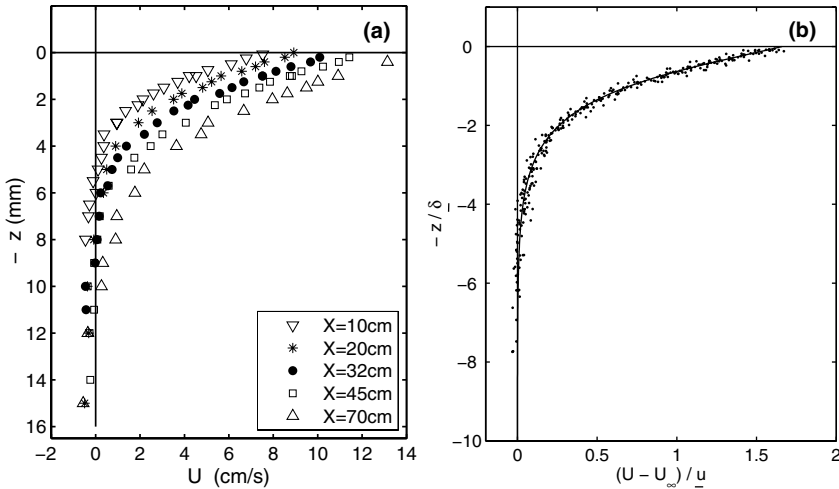 (a)
0
2
4
6
8
10
12
14
16
− z (mm)
−2 0 2 4 6 8 10 12 14
U (cm/s)
X=10cm
X=20cm
X=32cm
X=45cm
X=70cm
(b)
0
−2
−4
−6
−8
−10
− z / δ
0 0.5 1 1.5 2
(U − U∞) / u